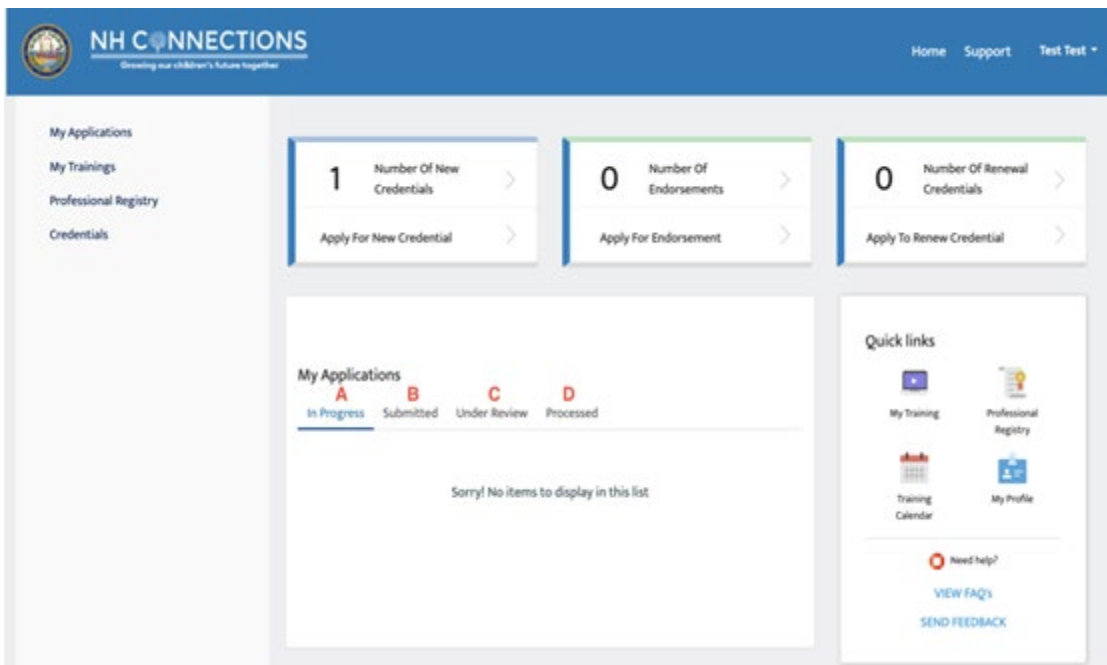 NH CONNECTIONS
Growing our children's future together
Home Support Test Test
My Applications
My Trainings
Professional Registry
Credentials
1
Number Of New
Credentials
Apply For New Credential
0
Number Of
Endorsements
Apply For Endorsement
0
Number Of Renewal
Credentials
Apply To Renew Credential
My Applications
A B C D
In Progress Submitted Under Review Processed
Sorry! No items to display in this list
Quick links
My Training
Professional
Registry
Training
Calendar
My Profile
Need help?
VIEW FAQ's
SEND FEEDBACK